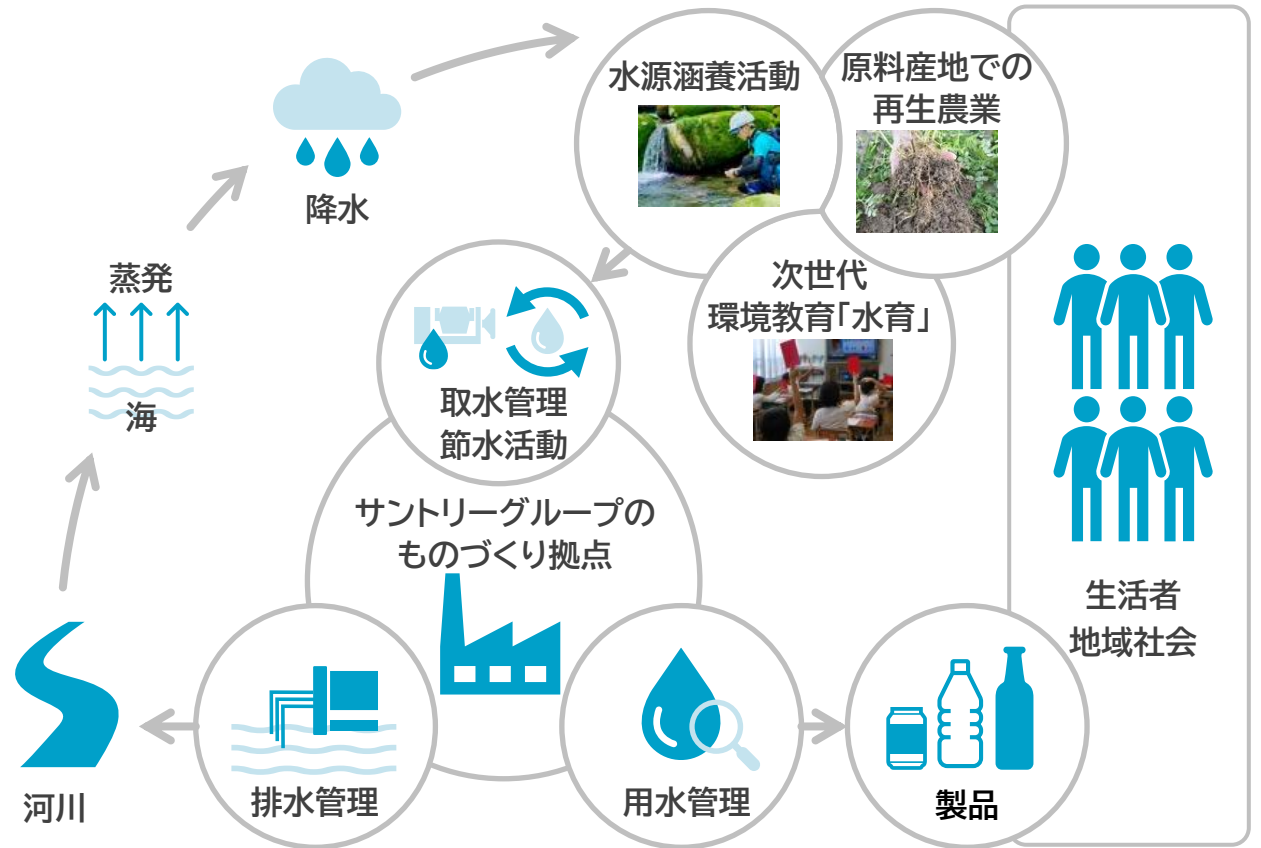 水源涵養活動
原料産地での
再生農業
降水
蒸発
海
次世代
環境教育「水育」
取水管理
節水活動
サントリーグループの
ものづくり拠点
生活者
地域社会
河川
排水管理
用水管理
製品